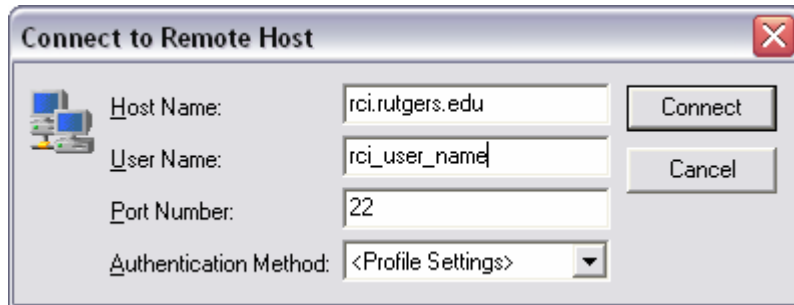 Connect to Remote Host
Host Name: rci.rutgers.edu Connect
User Name: rci_user_name Cancel
Port Number: 22
Authentication Method: <Profile Settings>